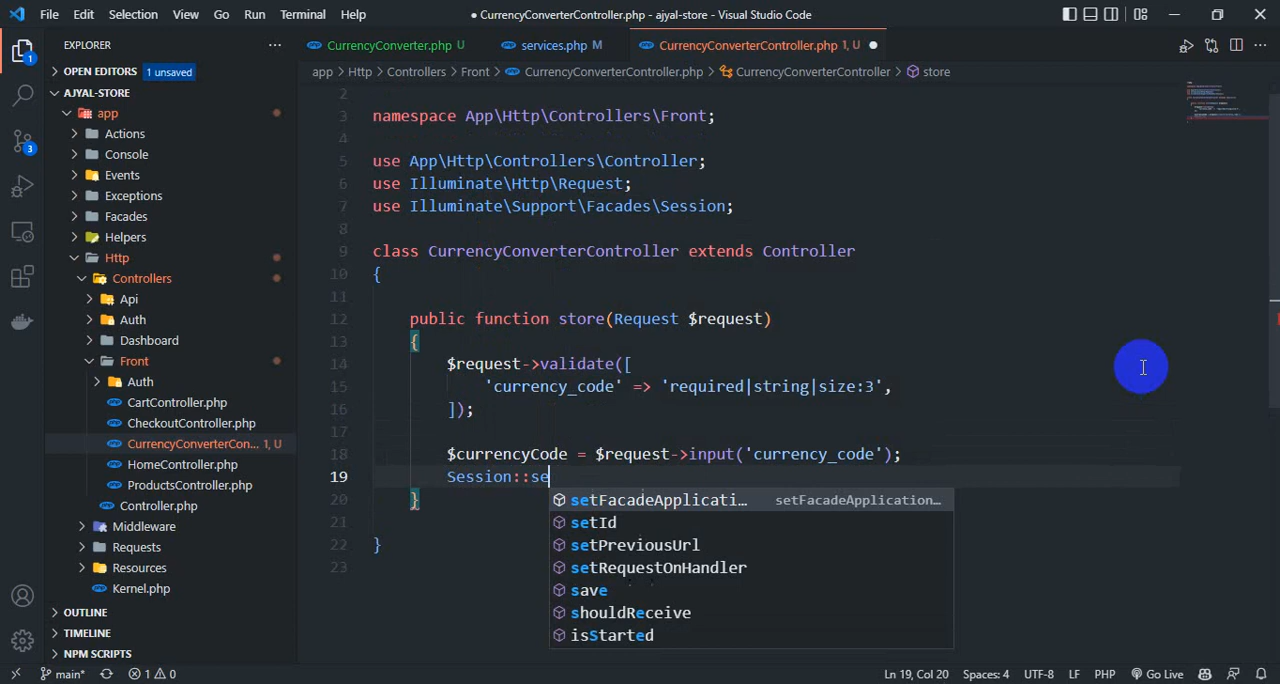 File Edit Selection View Go Run Terminal Help
● CurrencyConverterController.php - ajyal-store - Visual Studio Code
EXPLORER
OPEN EDITORS 1 unsaved
AJYAL-STORE
app
Actions
Console
Events
Exceptions
Facades
Helpers
Http
Controllers
Api
Auth
Dashboard
Front
Auth
CartController.php
CheckoutController.php
CurrencyConverterCon... 1, U
HomeController.php
ProductsController.php
Controller.php
Middleware
Requests
Resources
Kernel.php
OUTLINE
TIMELINE
NPM SCRIPTS
1
3
CurrencyConverter.php U services.php M CurrencyConverterController.php 1, U ●
app > Http > Controllers > Front > CurrencyConverterController.php > CurrencyConverterController > store
2
3 namespace App\Http\Controllers\Front;
4
5 use App\Http\Controllers\Controller;
6 use Illuminate\Http\Request;
7 use Illuminate\Support\Facades\Session;
8
9 class CurrencyConverterController extends Controller
10 {
11
12 public function store(Request $request)
13 {
14 $request->validate([
15 'currency_code' => 'required|string|size:3',
16 ]);
17
18 $currencyCode = $request->input('currency_code');
19 Session::se
20 }
21
22 }
23
setFacadeApplicati... setFacadeApplication...
setId
setPreviousUrl
setRequestOnHandler
save
shouldReceive
isStarted
main* 1 0 Ln 19, Col 20 Spaces: 4 UTF-8 LF PHP Go Live